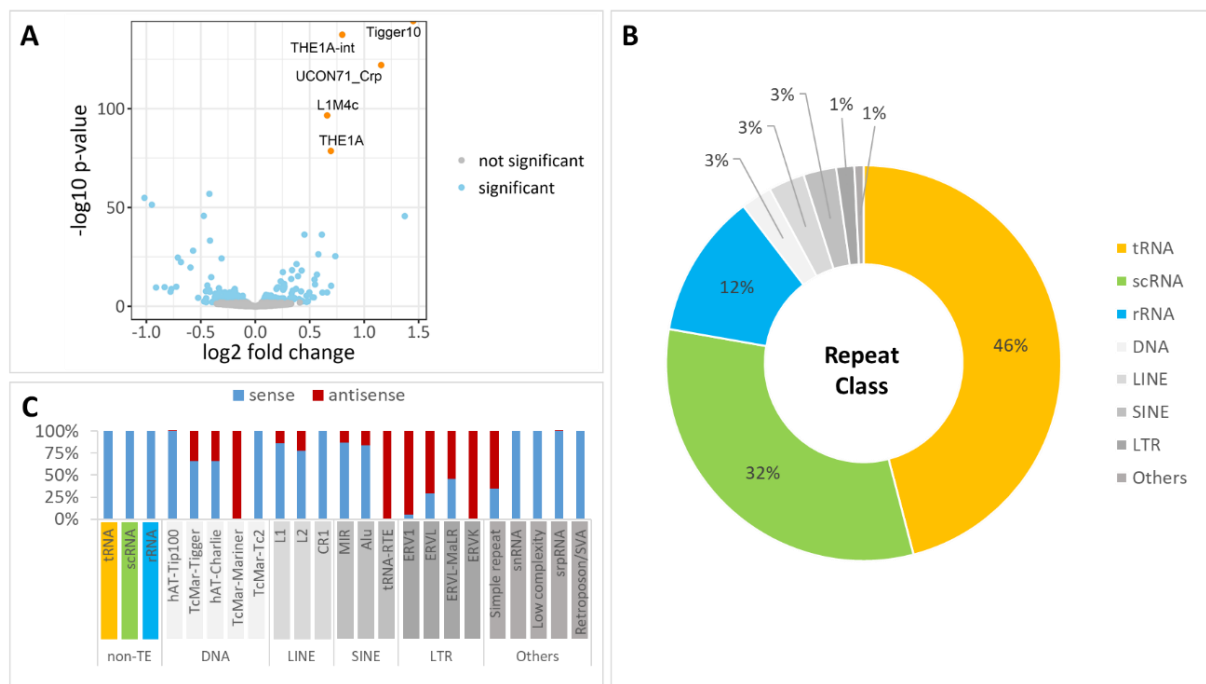 A
Tigger10
THE1A-int
UCON71_Crp
L1M4c
THE1A
100
50
0
-log10 p-value
-1.0 -0.5 0.0 0.5 1.0 1.5
log2 fold change
not significant
significant
B
3%
3%
3%
1%
1%
12%
46%
32%
Repeat
Class
tRNA
scRNA
rRNA
DNA
LINE
SINE
LTR
Others
C
sense antisense
100%
75%
50%
25%
0%
tRNA
scRNA
rRNA
hAT-Tip100
TcMar-Tigger
hAT-Charlie
TcMar-Mariner
TcMar-Tc2
L1
L2
CR1
MIR
Alu
tRNA-RTE
ERV1
ERVL
ERVL-MaLR
ERVK
Simple repeat
snRNA
Low complexity
srpRNA
Retroposon/SVA
non-TE DNA LINE SINE LTR Others